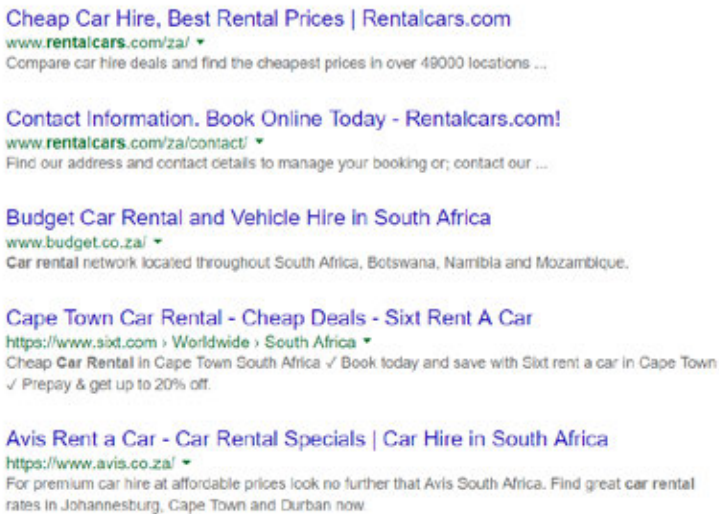 Cheap Car Hire, Best Rental Prices | Rentalcars.com
www.rentalcars.com/za/
Compare car hire deals and find the cheapest prices in over 49000 locations ...
Contact Information. Book Online Today - Rentalcars.com!
www.rentalcars.com/za/contact/
Find our address and contact details to manage your booking or; contact our ...
Budget Car Rental and Vehicle Hire in South Africa
www.budget.co.za/
Car rental network located throughout South Africa, Botswana, Namibia and Mozambique.
Cape Town Car Rental - Cheap Deals - Sixt Rent A Car
https://www.sixt.com › Worldwide › South Africa
Cheap Car Rental in Cape Town South Africa ✓ Book today and save with Sixt rent a car in Cape Town
✓ Prepay & get up to 20% off.
Avis Rent a Car - Car Rental Specials | Car Hire in South Africa
https://www.avis.co.za/
For premium car hire at affordable prices look no further that Avis South Africa. Find great car rental
rates in Johannesburg, Cape Town and Durban now.